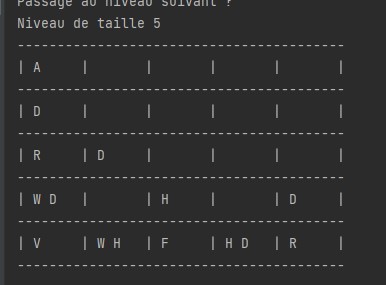 Passage au niveau suivant ?
Niveau de taille 5
-----------------------------------------
| A     |       |       |       |       |
-----------------------------------------
| D     |       |       |       |       |
-----------------------------------------
| R     | D     |       |       |       |
-----------------------------------------
| W D   |       | H     |       | D     |
-----------------------------------------
| V     | W H   | F     | H D   | R     |
-----------------------------------------